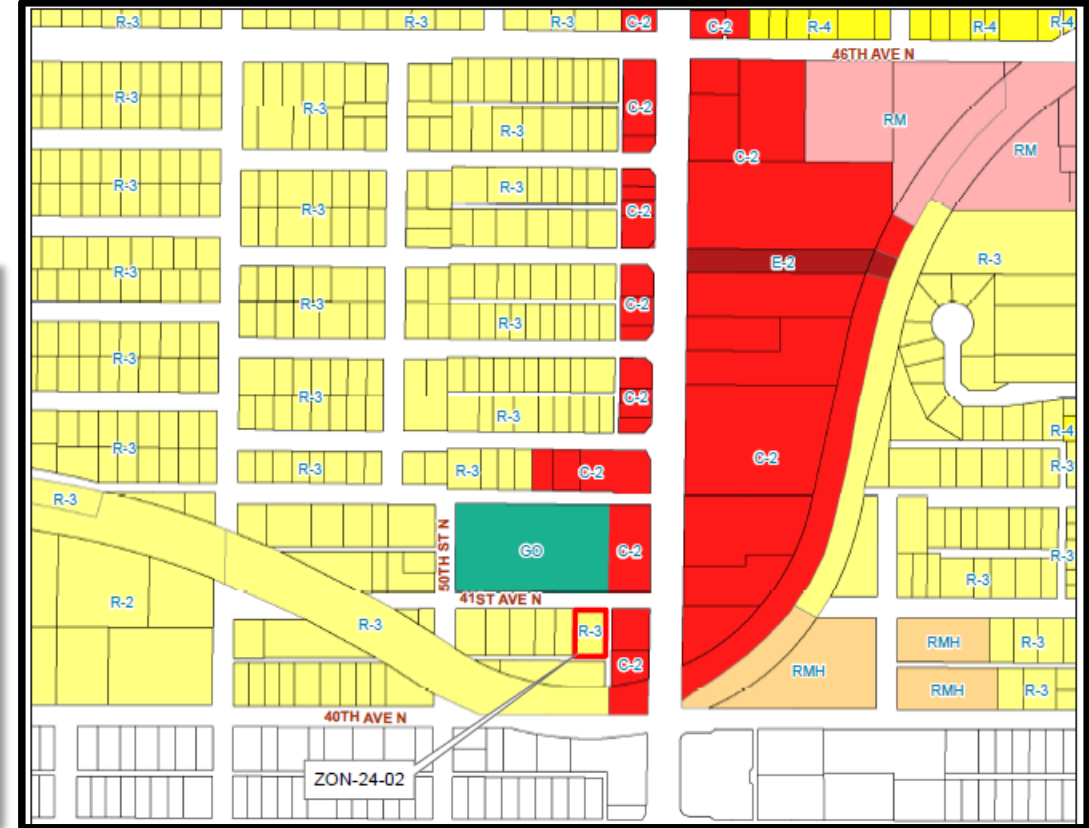 R-3 R-3 R-3 C-2 C-2 R-4 R-4 R-4
46TH AVE N
R-3 R-3 C-2 RM
R-3 C-2 RM
R-3 R-3 R-3 C-2
R-3 E-2 R-3
R-3 R-3 C-2
R-3
R-3 R-3 C-2
R-3 R-4
R-3 R-3 R-3 C-2 C-2 R-3
R-3
50TH ST N
GO C-2 R-3
R-3
41ST AVE N
R-2
R-3 R-3 RMH R-3
C-2 RMH
RMH R-3
40TH AVE N
ZON-24-02